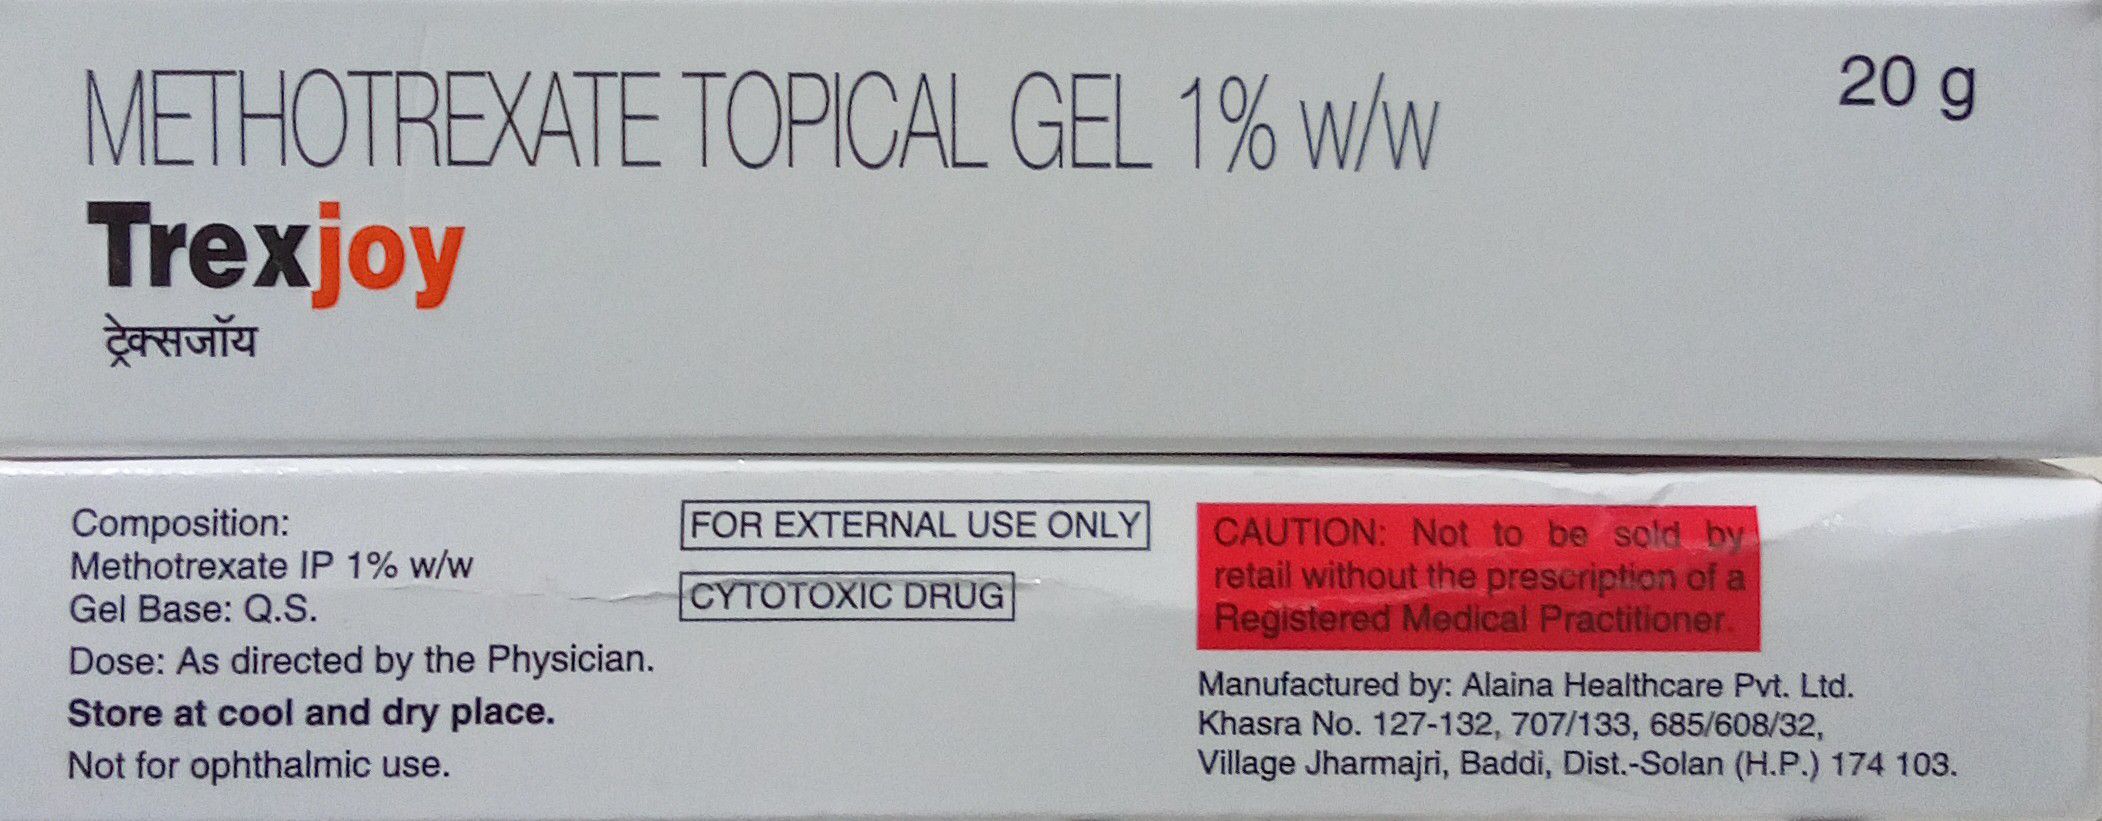 METHOTREXATE TOPICAL GEL 1% w/w
20 g
Trexjoy
ट्रेक्सजॉय
Composition:
Methotrexate IP 1% w/w
Gel Base: Q.S.
Dose: As directed by the Physician.
Store at cool and dry place.
Not for ophthalmic use.
FOR EXTERNAL USE ONLY
CYTOTOXIC DRUG
CAUTION: Not to be sold by
retail without the prescription of a
Registered Medical Practitioner.
Manufactured by: Alaina Healthcare Pvt. Ltd.
Khasra No. 127-132, 707/133, 685/608/32,
Village Jharmajri, Baddi, Dist.-Solan (H.P.) 174 103.